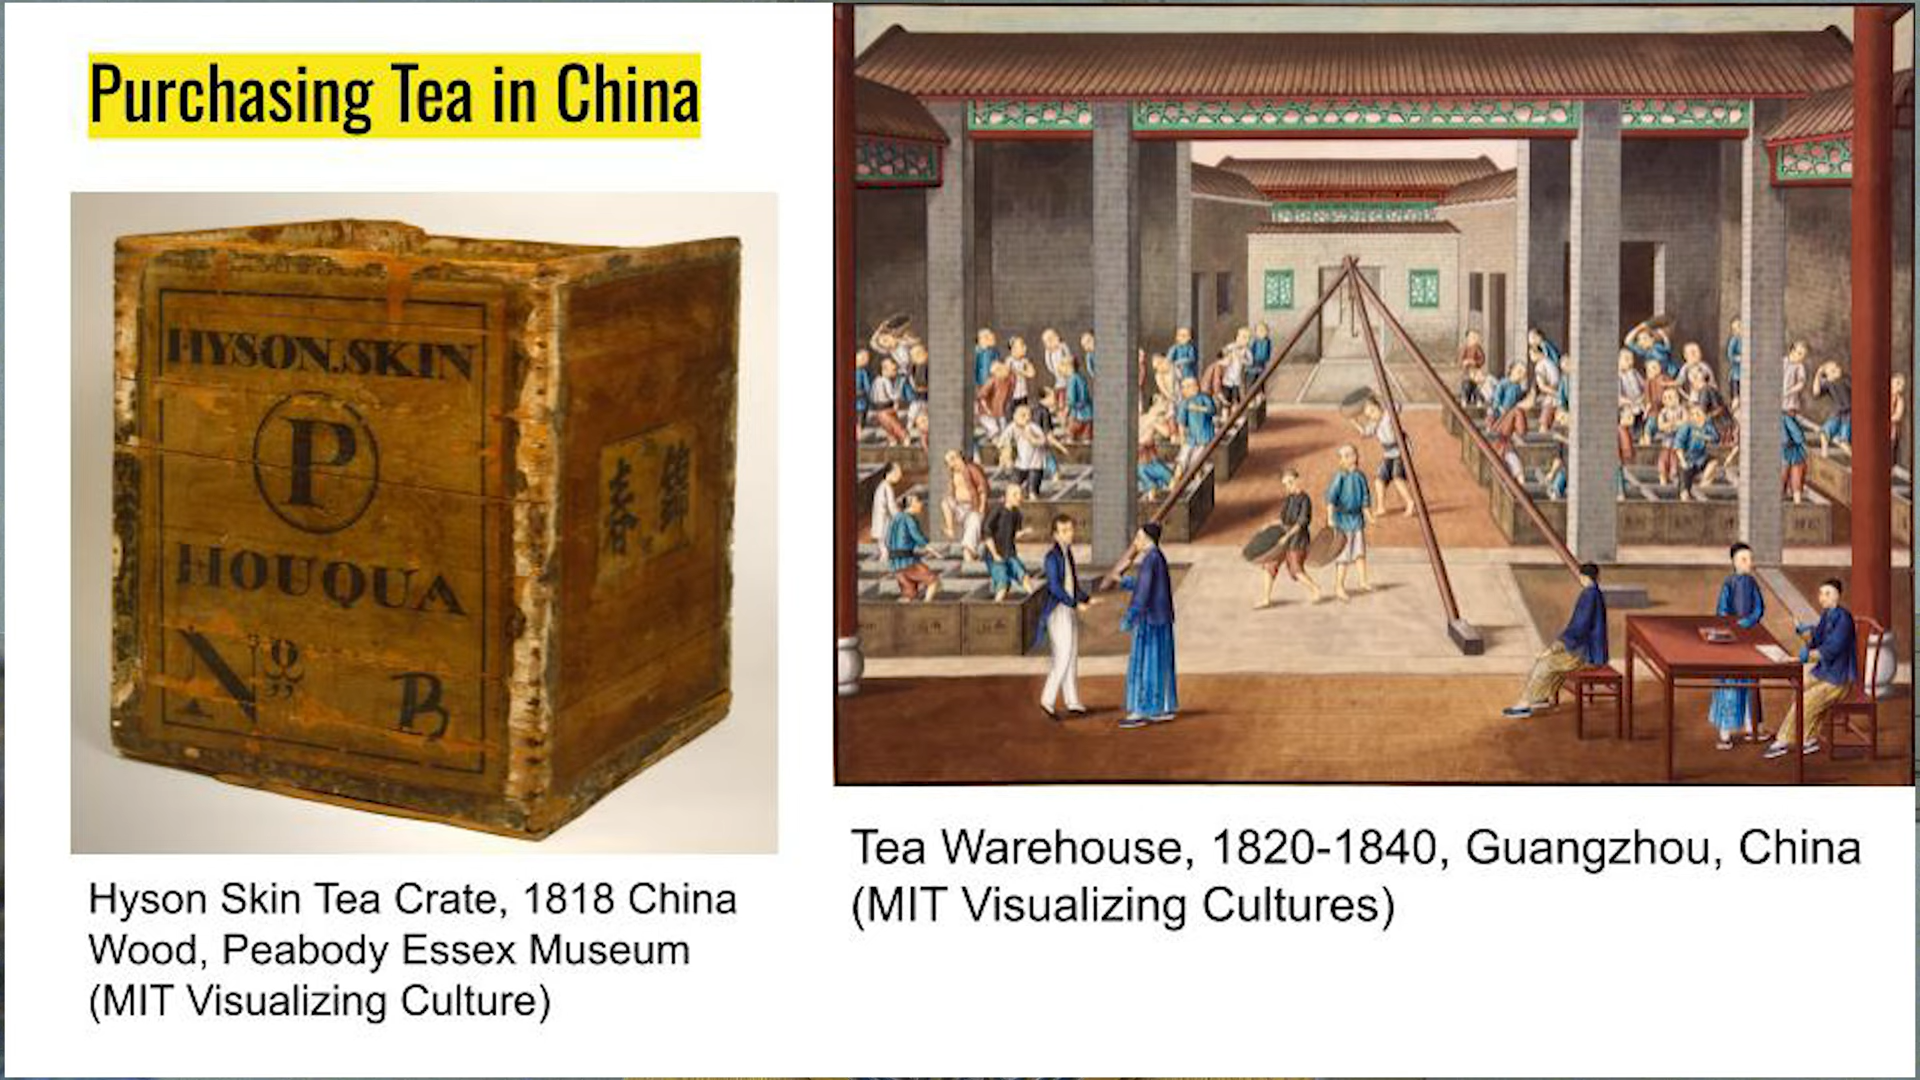 Purchasing Tea in China
HYSON.SKIN
P
HOUQUA
No B
Hyson Skin Tea Crate, 1818 China
Wood, Peabody Essex Museum
(MIT Visualizing Culture)
Tea Warehouse, 1820-1840, Guangzhou, China
(MIT Visualizing Cultures)